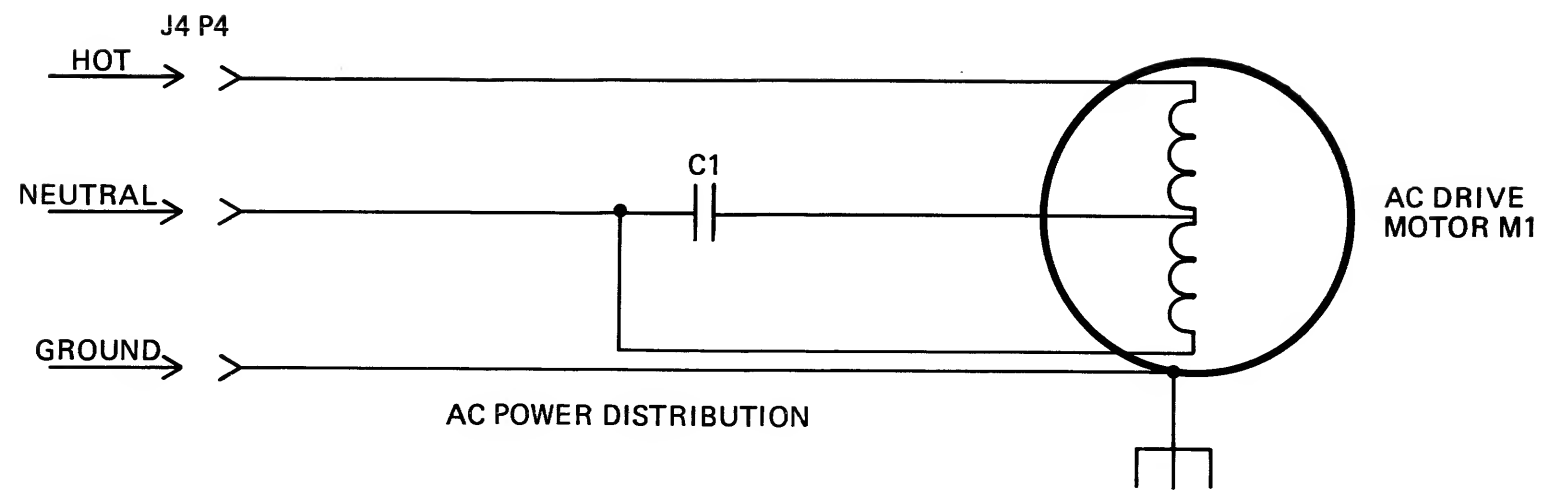 J4 P4
HOT
C1
NEUTRAL
AC DRIVE
MOTOR M1
GROUND
AC POWER DISTRIBUTION